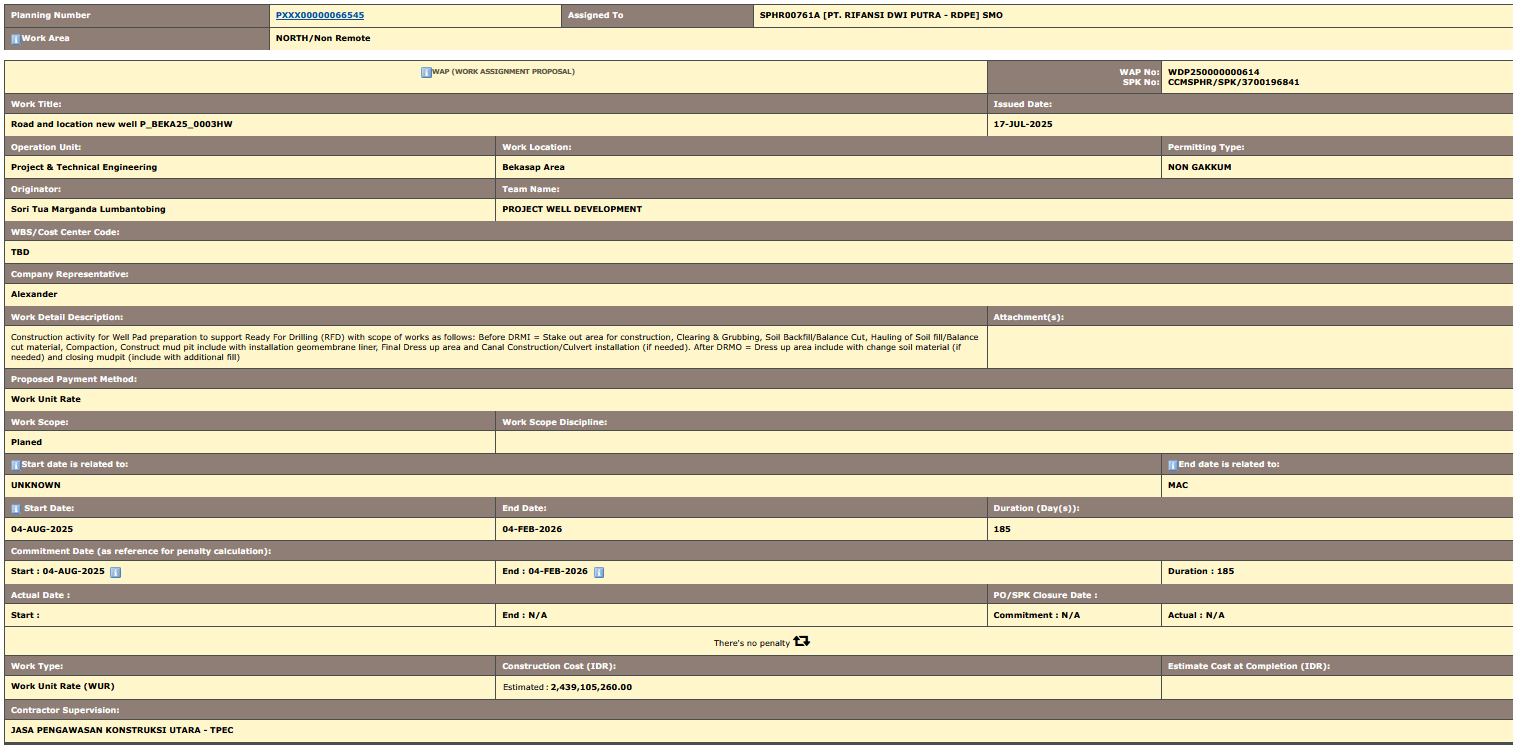 Planning Number PXXX00000066545 Assigned To SPHR00761A [PT. RIFANSI DWI PUTRA - RDPE] SMO
Work Area NORTH/Non Remote
WAP (WORK ASSIGNMENT PROPOSAL) WAP No: WDP250000000614
SPK No: CCMSPHR/SPK/3700196841
Work Title: Issued Date:
Road and location new well P_BEKA25_0003HW 17-JUL-2025
Operation Unit: Work Location: Permitting Type:
Project & Technical Engineering Bekasap Area NON GAKKUM
Originator: Team Name:
Sori Tua Marganda Lumbantobing PROJECT WELL DEVELOPMENT
WBS/Cost Center Code:
TBD
Company Representative:
Alexander
Work Detail Description: Attachment(s):
Construction activity for Well Pad preparation to support Ready For Drilling (RFD) with scope of works as follows: Before DRMI = Stake out area for construction, Clearing & Grubbing, Soil Backfill/Balance Cut, Hauling of Soil fill/Balance
cut material, Compaction, Construct mud pit include with installation geomembrane liner, Final Dress up area and Canal Construction/Culvert installation (if needed). After DRMO = Dress up area include with change soil material (if
needed) and closing mudpit (include with additional fill)
Proposed Payment Method:
Work Unit Rate
Work Scope: Work Scope Discipline:
Planed
Start date is related to: End date is related to:
UNKNOWN MAC
Start Date: End Date: Duration (Day(s)):
04-AUG-2025 04-FEB-2026 185
Commitment Date (as reference for penalty calculation):
Start : 04-AUG-2025 End : 04-FEB-2026 Duration : 185
Actual Date : PO/SPK Closure Date :
Start : End : N/A Commitment : N/A Actual : N/A
There's no penalty
Work Type: Construction Cost (IDR): Estimate Cost at Completion (IDR):
Work Unit Rate (WUR) Estimated : 2,439,105,260.00
Contractor Supervision:
JASA PENGAWASAN KONSTRUKSI UTARA - TPEC